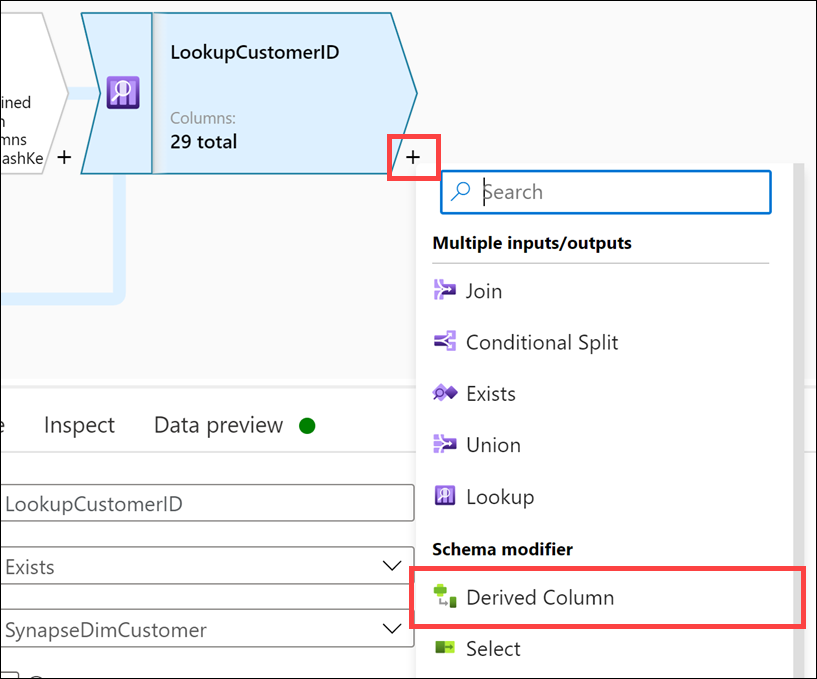 LookupCustomerID
Columns:
29 total
+
ined
n
mns
ashKe
+
Search
Multiple inputs/outputs
Join
Conditional Split
Exists
Union
Lookup
Schema modifier
Derived Column
Select
e
Inspect
Data preview
LookupCustomerID
Exists
SynapseDimCustomer